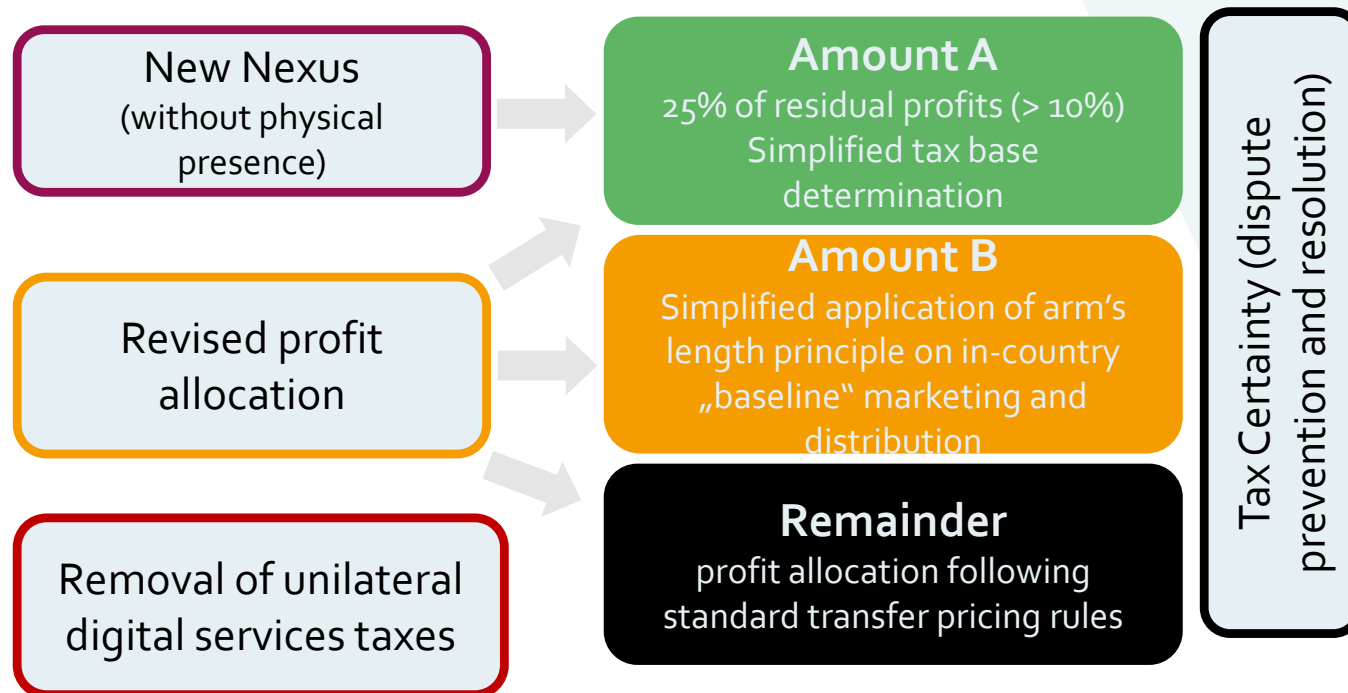 New Nexus
(without physical
presence)
Amount A
25% of residual profits (> 10%)
Simplified tax base
determination
Revised profit
allocation
Amount B
Simplified application of arm’s
length principle on in-country
„baseline“ marketing and
distribution
Removal of unilateral
digital services taxes
Remainder
profit allocation following
standard transfer pricing rules
Tax Certainty (dispute
prevention and resolution)